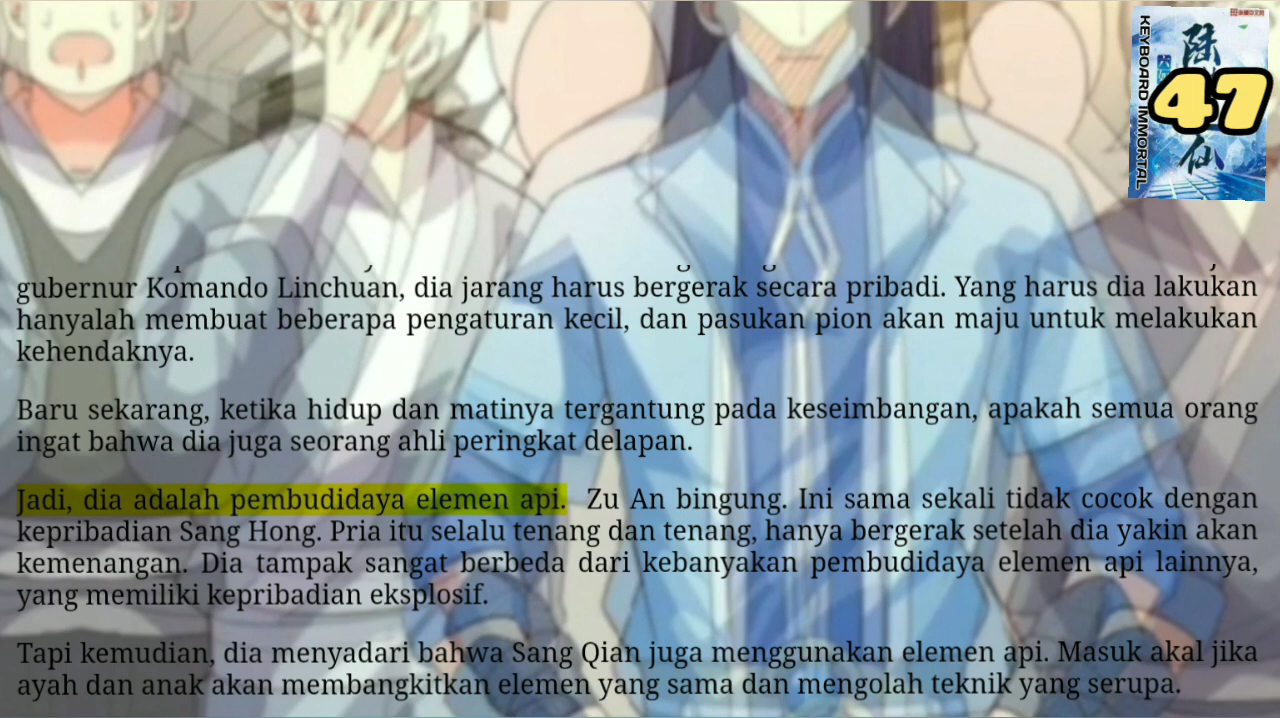 KEYBOARD IMMORTAL
47
gubernur Komando Linchuan, dia jarang harus bergerak secara pribadi. Yang harus dia lakukan
hanyalah membuat beberapa pengaturan kecil, dan pasukan pion akan maju untuk melakukan
kehendaknya.
Baru sekarang, ketika hidup dan matinya tergantung pada keseimbangan, apakah semua orang
ingat bahwa dia juga seorang ahli peringkat delapan.
Jadi, dia adalah pembudidaya elemen api. Zu An bingung. Ini sama sekali tidak cocok dengan
kepribadian Sang Hong. Pria itu selalu tenang dan tenang, hanya bergerak setelah dia yakin akan
kemenangan. Dia tampak sangat berbeda dari kebanyakan pembudidaya elemen api lainnya,
yang memiliki kepribadian eksplosif.
Tapi kemudian, dia menyadari bahwa Sang Qian juga menggunakan elemen api. Masuk akal jika
ayah dan anak akan membangkitkan elemen yang sama dan mengolah teknik yang serupa.